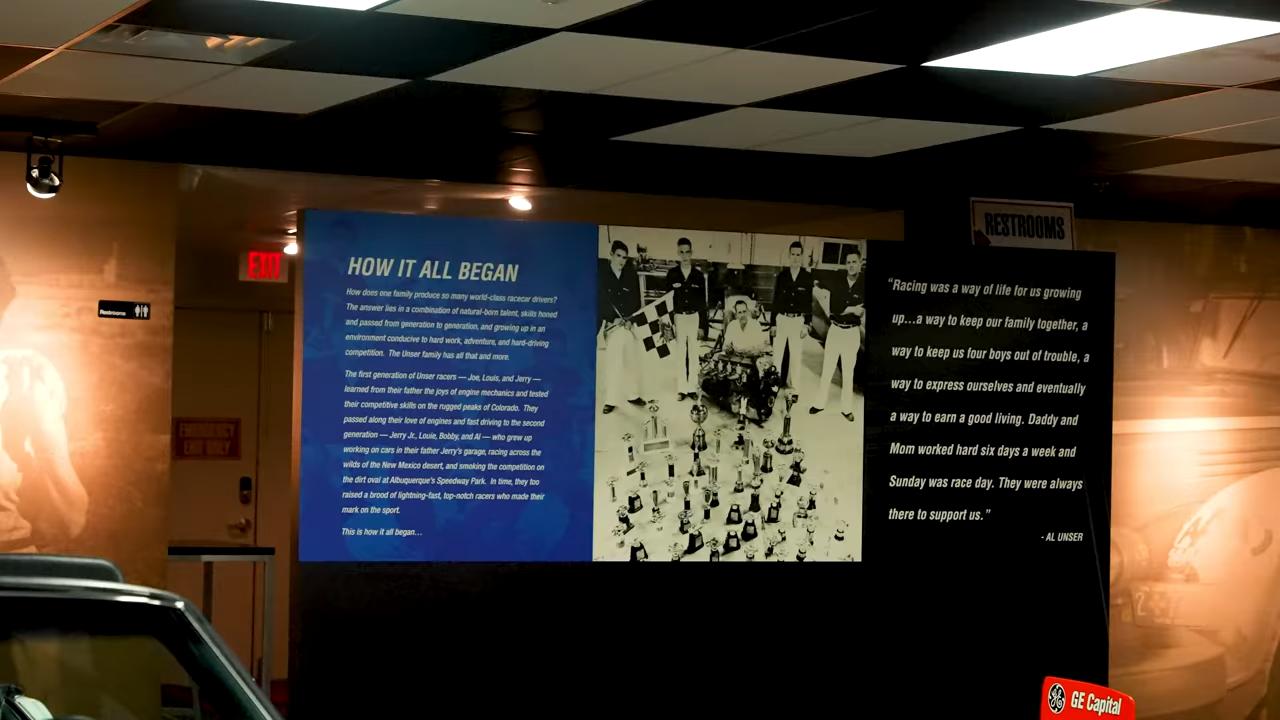 RESTROOMS
EXIT
Restrooms
HOW IT ALL BEGAN
How does one family produce so many world-class racecar drivers?
The answer lies in a combination of natural-born talent, skills honed
and passed from generation to generation, and growing up in an
environment conducive to hard work, adventure, and hard-driving
competition. The Unser family has all that and more.
The first generation of Unser racers — Joe, Louis, and Jerry —
learned from their father the joys of engine mechanics and tested
their competitive skills on the rugged peaks of Colorado. They
passed along their love of engines and fast driving to the second
generation — Jerry Jr., Louie, Bobby, and Al — who grew up
working on cars in their father Jerry's garage, racing across the
wilds of the New Mexico desert, and smoking the competition on
the dirt oval at Albuquerque's Speedway Park. In time, they too
raised a brood of lightning-fast, top-notch racers who made their
mark on the sport.
This is how it all began...
"Racing was a way of life for us growing
up...a way to keep our family together, a
way to keep us four boys out of trouble, a
way to express ourselves and eventually
a way to earn a good living. Daddy and
Mom worked hard six days a week and
Sunday was race day. They were always
there to support us."
- AL UNSER
GE Capital